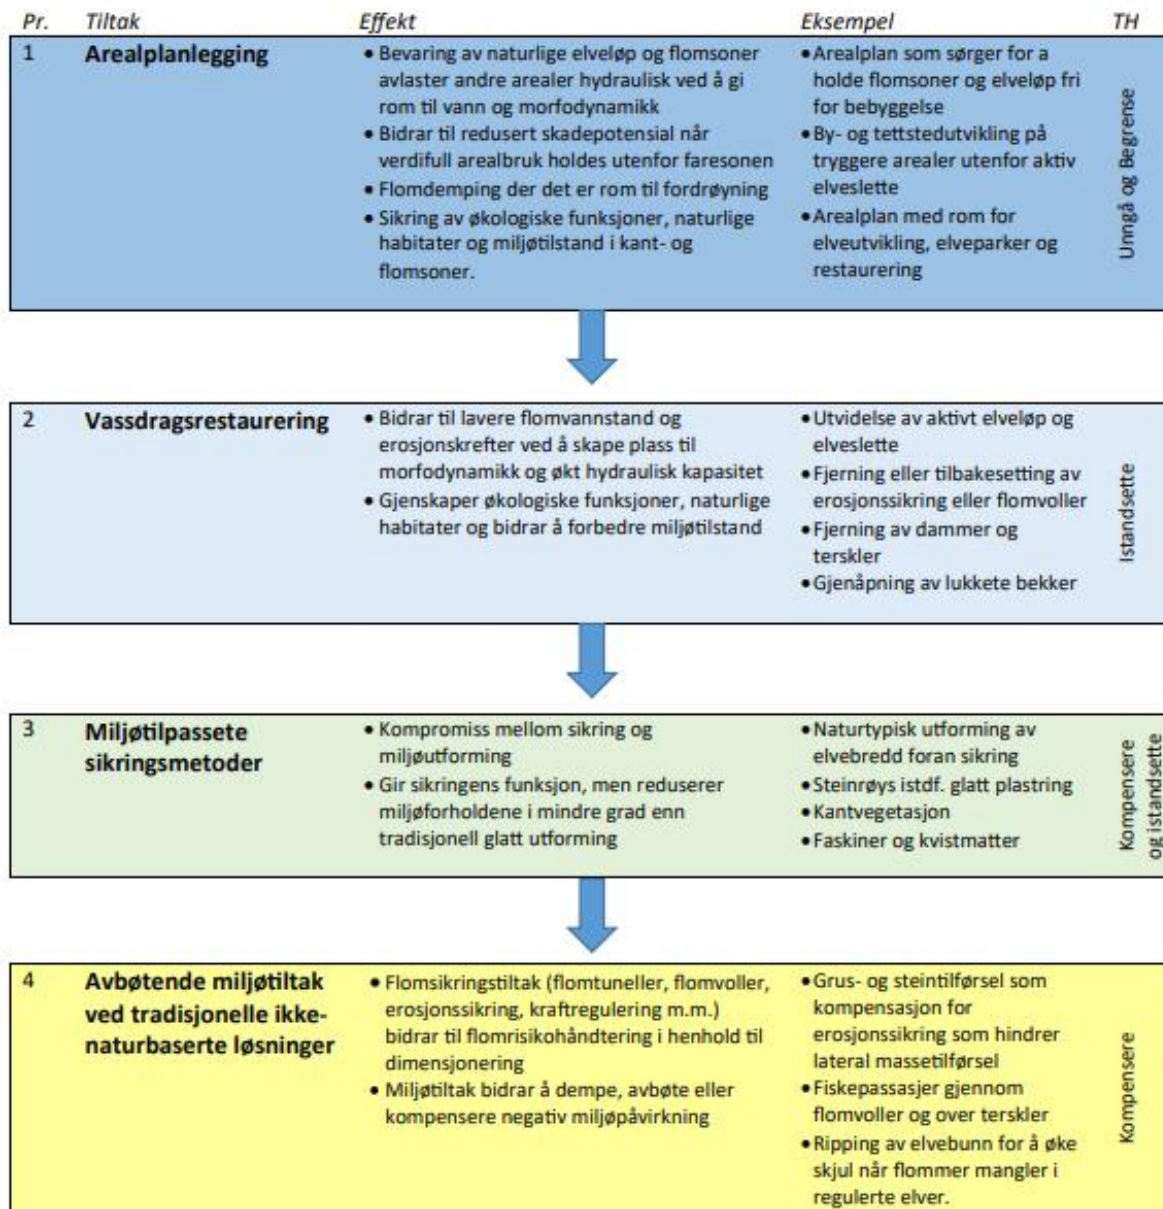 Pr. Tiltak Effekt Eksempel TH
1 Arealplanlegging
• Bevaring av naturlige elveløp og flomsoner
avlaster andre arealer hydraulisk ved å gi
rom til vann og morfodynamikk
• Bidrar til redusert skadepotensial når
verdifull arealbruk holdes utenfor faresonen
• Flomdemping der det er rom til fordrøyning
• Sikring av økologiske funksjoner, naturlige
habitater og miljøtilstand i kant- og
flomsoner.
• Arealplan som sørger for a
holde flomsoner og elveløp fri
for bebyggelse
• By- og tettstedutvikling på
tryggere arealer utenfor aktiv
elveslette
• Arealplan med rom for
elveutvikling, elveparker og
restaurering
Unngå og Begrense
2 Vassdragsrestaurering
• Bidrar til lavere flomvannstand og
erosjonskrefter ved å skape plass til
morfodynamikk og økt hydraulisk kapasitet
• Gjenskaper økologiske funksjoner, naturlige
habitater og bidrar å forbedre miljøtilstand
• Utvidelse av aktivt elveløp og
elveslette
• Fjerning eller tilbakesetting av
erosjonssikring eller flomvoller
• Fjerning av dammer og
terskler
• Gjenåpning av lukkete bekker
Istandsette
3 Miljøtilpassete
sikringsmetoder
• Kompromiss mellom sikring og
miljøutforming
• Gir sikringens funksjon, men reduserer
miljøforholdene i mindre grad enn
tradisjonell glatt utforming
• Naturtypisk utforming av
elvebredd foran sikring
• Steinrøys istdf. glatt plastring
• Kantvegetasjon
• Faskiner og kvistmatter
Kompensere
og istandsette
4 Avbøtende miljøtiltak
ved tradisjonelle ikke-
naturbaserte løsninger
• Flomsikringstiltak (flomtuneller, flomvoller,
erosjonssikring, kraftregulering m.m.)
bidrar til flomrisikohåndtering i henhold til
dimensjonering
• Miljøtiltak bidrar å dempe, avbøte eller
kompensere negativ miljøpåvirkning
• Grus- og steintilførsel som
kompensasjon for
erosjonssikring som hindrer
lateral massetilførsel
• Fiskepassasjer gjennom
flomvoller og over terskler
• Ripping av elvebunn for å øke
skjul når flommer mangler i
regulerte elver.
Kompensere